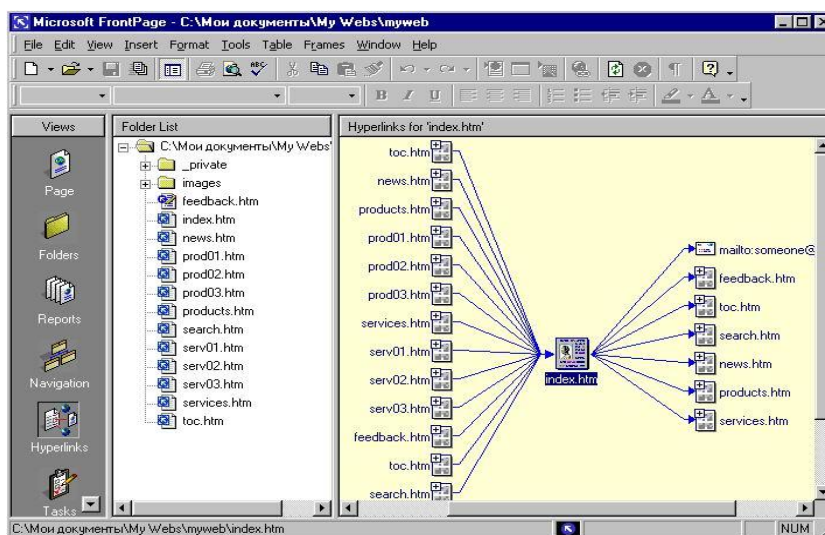 Microsoft FrontPage - C:\Мои документы\My Webs\myweb
File Edit View Insert Format Tools Table Frames Window Help
ABC
B I U A
Views
Page
Folders
Reports
Navigation
Hyperlinks
Tasks
Folder List
C:\Мои документы\My Webs'
_private
images
feedback.htm
index.htm
news.htm
prod01.htm
prod02.htm
prod03.htm
products.htm
search.htm
serv01.htm
serv02.htm
serv03.htm
services.htm
toc.htm
Hyperlinks for 'index.htm'
toc.htm
news.htm
products.htm
prod01.htm
prod02.htm
prod03.htm
services.htm
serv01.htm
serv02.htm
serv03.htm
feedback.htm
toc.htm
search.htm
index.htm
mailto:someone@
feedback.htm
toc.htm
search.htm
news.htm
products.htm
services.htm
C:\Мои документы\My Webs\myweb\index.htm
NUM